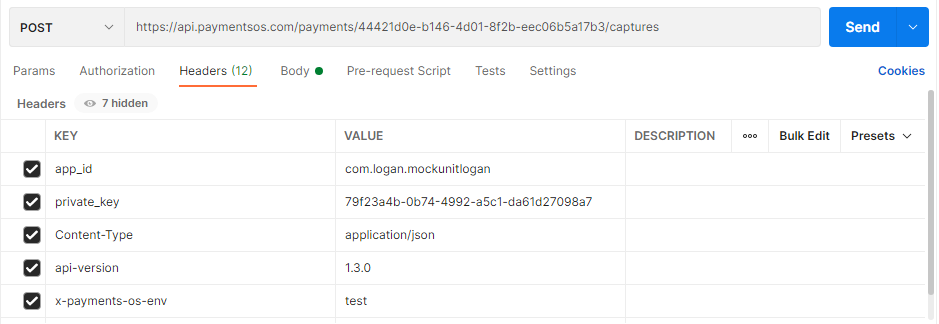 POST https://api.paymentsos.com/payments/44421d0e-b146-4d01-8f2b-eec06b5a17b3/captures Send
Params Authorization Headers (12) Body Pre-request Script Tests Settings Cookies
Headers 7 hidden
KEY VALUE DESCRIPTION ooo Bulk Edit Presets
app_id com.logan.mockunitlogan
private_key 79f23a4b-0b74-4992-a5c1-da61d27098a7
Content-Type application/json
api-version 1.3.0
x-payments-os-env test